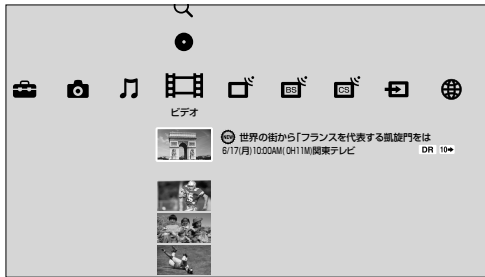 BS
CS
ビデオ
NEW 世界の街から「フランスを代表する凱旋門をは
6/17(月)10:00AM(0H11M)関東テレビ
DR 10